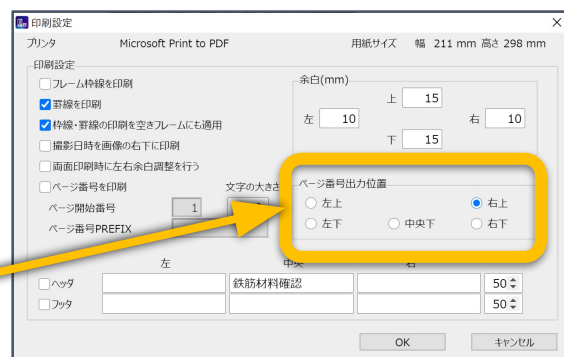 印刷設定
プリンタ Microsoft Print to PDF 用紙サイズ 幅 211 mm 高さ 298 mm
印刷設定
フレーム枠線を印刷
罫線を印刷
枠線・罫線の印刷を空きフレームにも適用
撮影日時を画像の右下に印刷
両面印刷時に左右余白調整を行う
ページ番号を印刷 文字の大きさ
ページ開始番号 1
ページ番号PREFIX
余白(mm)
上 15
左 10 右 10
下 15
ページ番号出力位置
左上 右上
左下 中央下 右下
左 中央 右
ヘッダ 鉄筋材料確認 50
フッタ 50
OK キャンセル